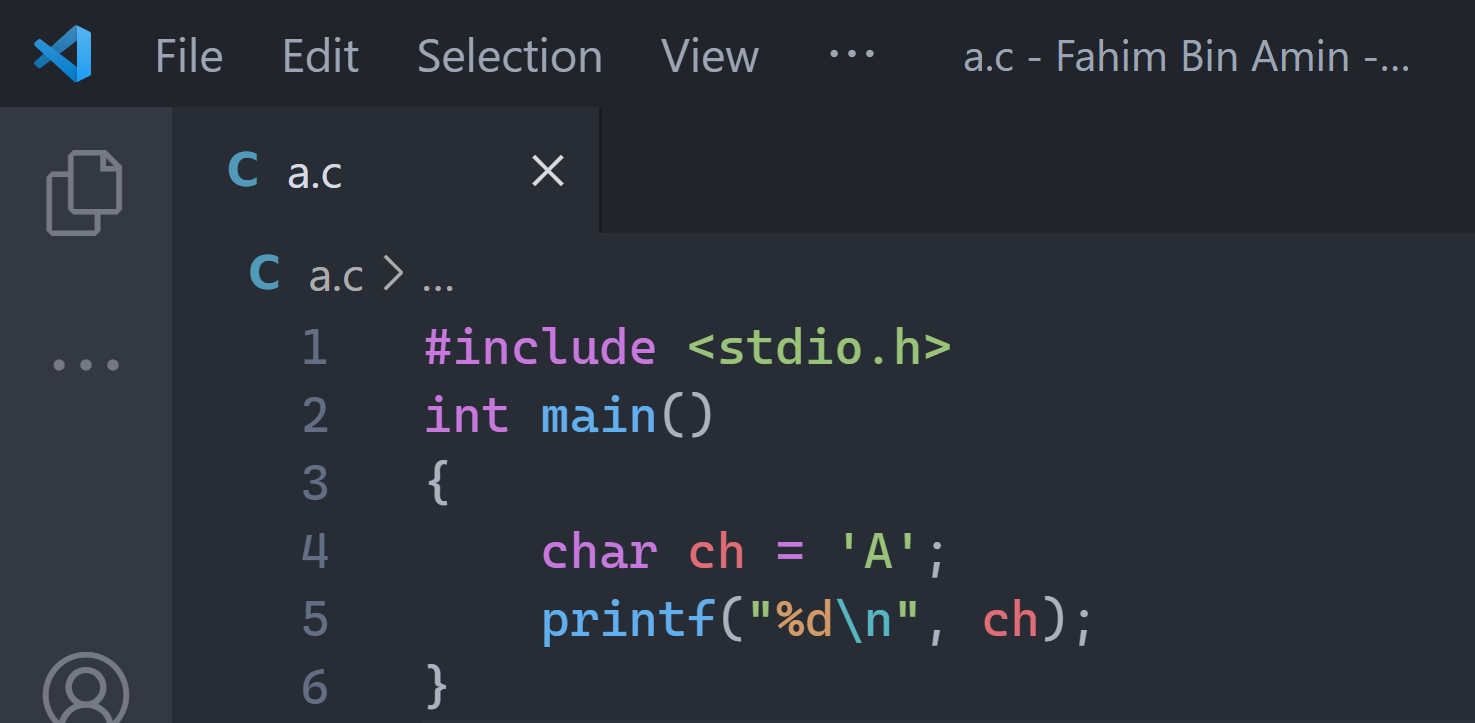 File Edit Selection View ... a.c - Fahim Bin Amin -...
C a.c
C a.c > ...
1 #include <stdio.h>
2 int main()
3 {
4     char ch = 'A';
5     printf("%d\n", ch);
6 }